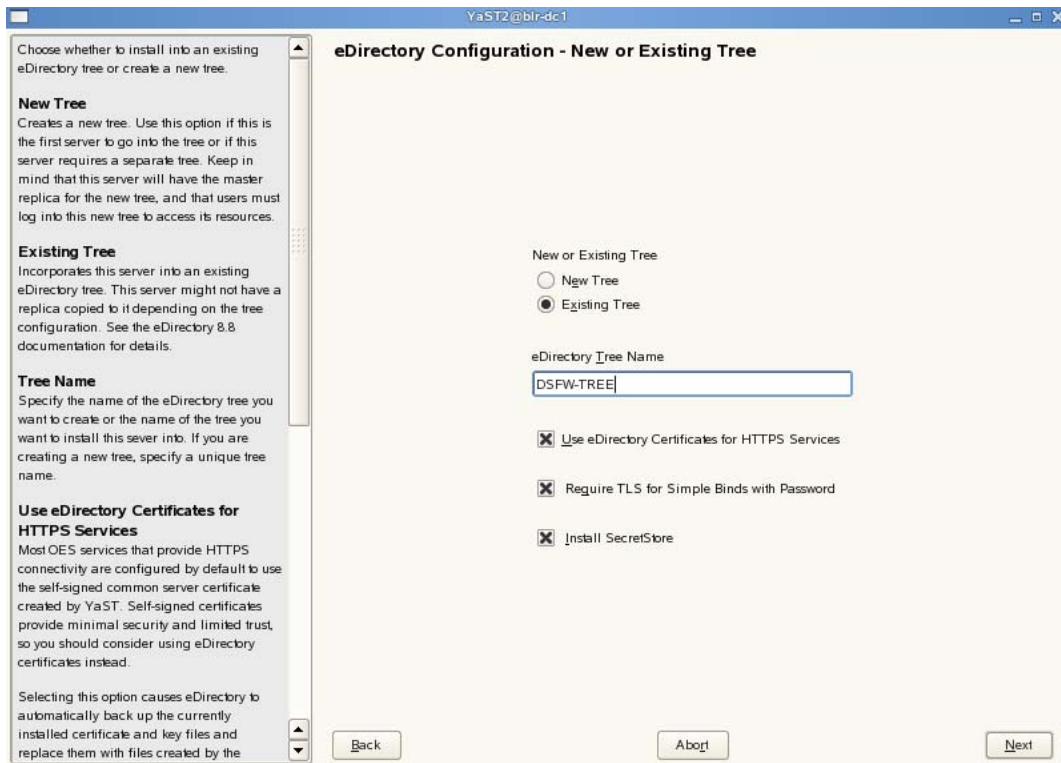 YaST2@blr-dc1
Choose whether to install into an existing
eDirectory tree or create a new tree.
New Tree
Creates a new tree. Use this option if this is
the first server to go into the tree or if this
server requires a separate tree. Keep in
mind that this server will have the master
replica for the new tree, and that users must
log into this new tree to access its resources.
Existing Tree
Incorporates this server into an existing
eDirectory tree. This server might not have a
replica copied to it depending on the tree
configuration. See the eDirectory 8.8
documentation for details.
Tree Name
Specify the name of the eDirectory tree you
want to create or the name of the tree you
want to install this sever into. If you are
creating a new tree, specify a unique tree
name.
Use eDirectory Certificates for
HTTPS Services
Most OES services that provide HTTPS
connectivity are configured by default to use
the self-signed common server certificate
created by YaST. Self-signed certificates
provide minimal security and limited trust,
so you should consider using eDirectory
certificates instead.
Selecting this option causes eDirectory to
automatically back up the currently
installed certificate and key files and
replace them with files created by the
eDirectory Configuration - New or Existing Tree
New or Existing Tree
New Tree
Existing Tree
eDirectory Tree Name
DSFW-TREE
Use eDirectory Certificates for HTTPS Services
Require TLS for Simple Binds with Password
Install SecretStore
Back
Abort
Next